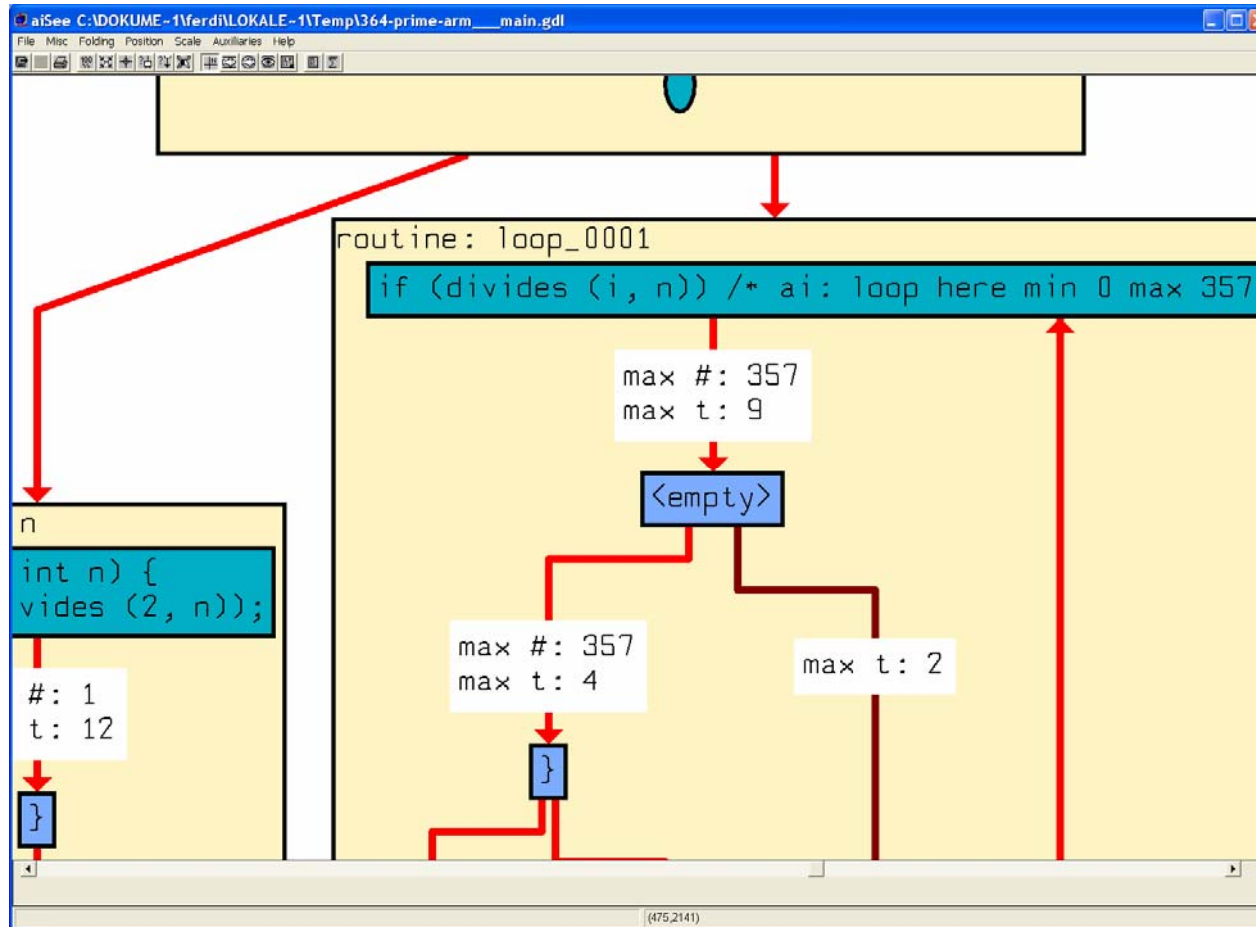 aiSee C:\DOKUME~1\ferdi\LOKALE~1\Temp\364-prime-arm___main.gdl
File Misc Folding Position Scale Auxiliaries Help
routine: loop_0001
if (divides (i, n)) /* ai: loop here min 0 max 357
max #: 357
max t: 9
<empty>
n
int n) {
vides (2, n));
max #: 357
max t: 4
max t: 2
#: 1
t: 12
}
}
(475,2141)